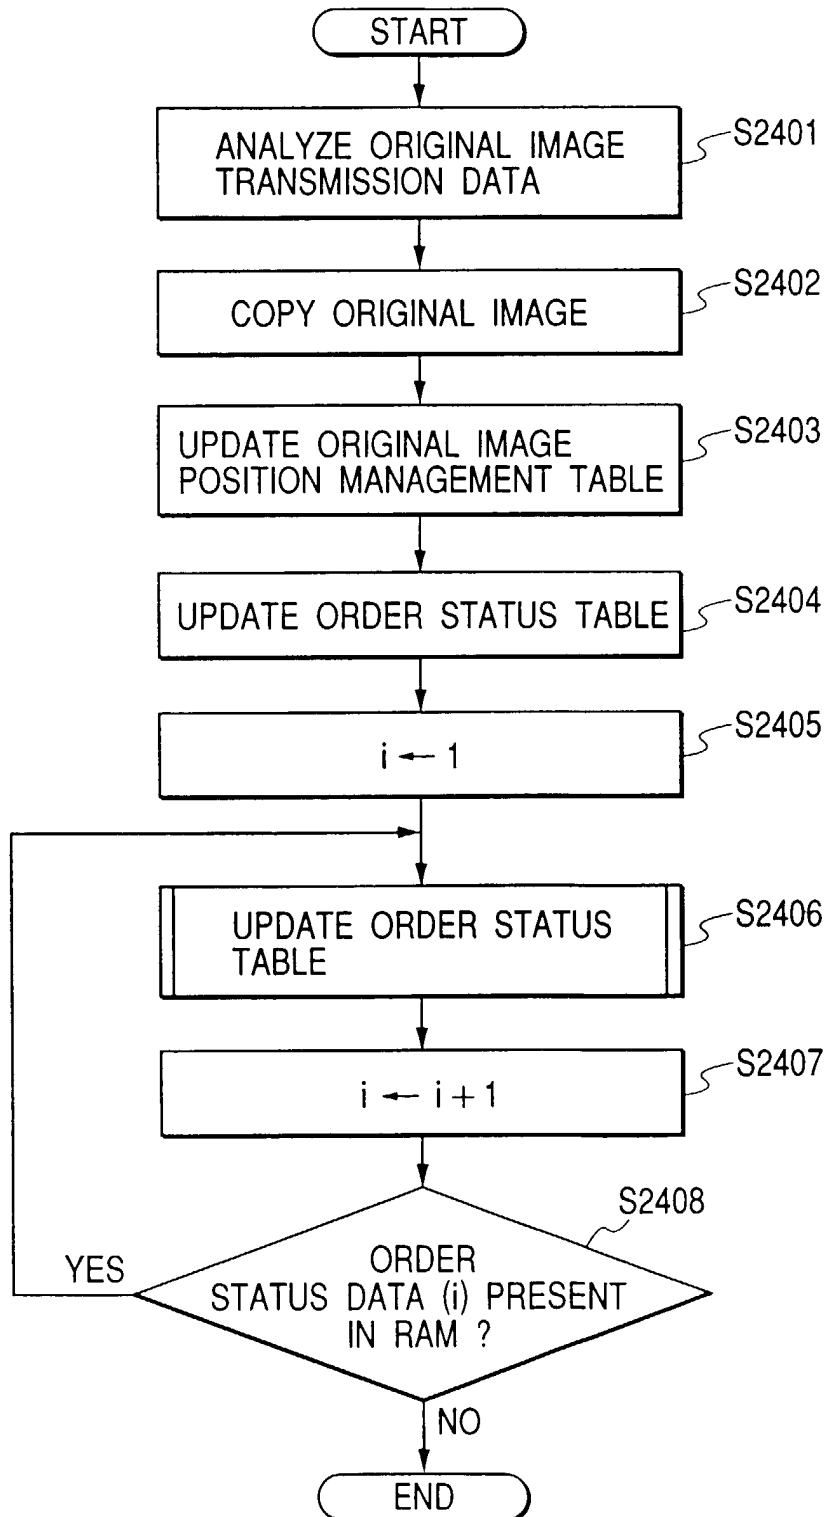 START
ANALYZE ORIGINAL IMAGE
TRANSMISSION DATA
S2401
COPY ORIGINAL IMAGE
S2402
UPDATE ORIGINAL IMAGE
POSITION MANAGEMENT TABLE
S2403
UPDATE ORDER STATUS TABLE
S2404
i ← 1
S2405
UPDATE ORDER STATUS
TABLE
S2406
i ← i + 1
S2407
S2408
ORDER
STATUS DATA (i) PRESENT
IN RAM ?
YES
NO
END